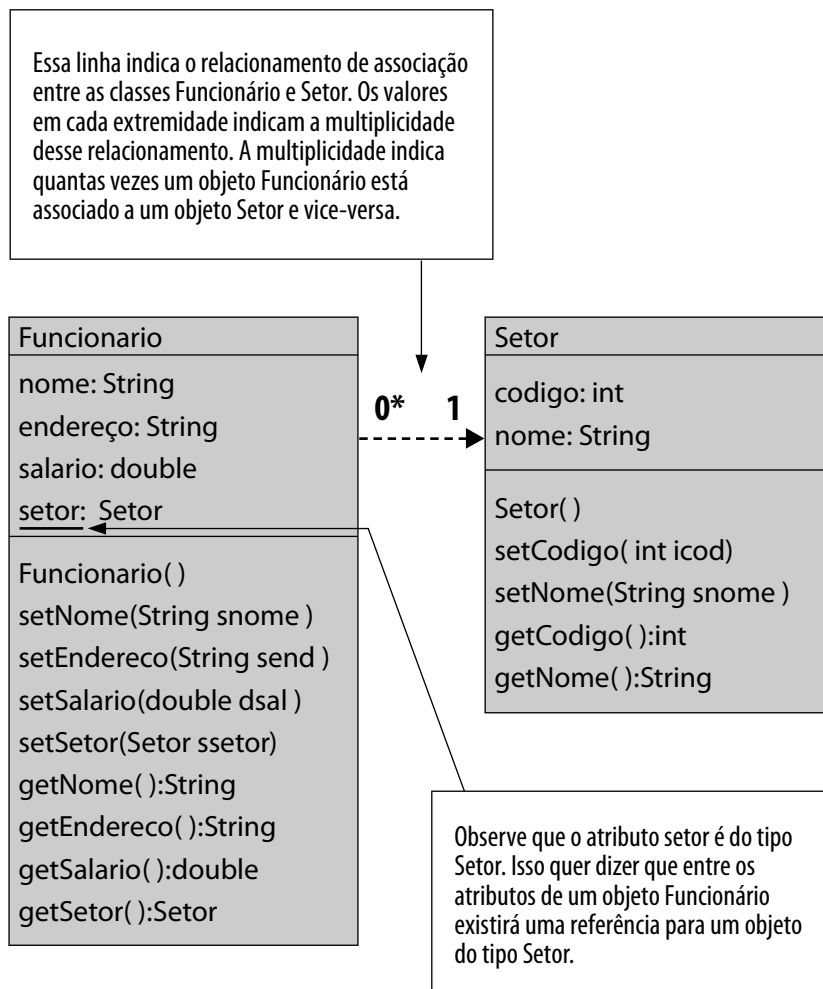 Essa linha indica o relacionamento de associação
entre as classes Funcionário e Setor. Os valores
em cada extremidade indicam a multiplicidade
desse relacionamento. A multiplicidade indica
quantas vezes um objeto Funcionário está
associado a um objeto Setor e vice-versa.
Funcionario
nome: String
endereço: String
salario: double
setor: Setor
Funcionario( )
setNome(String snome )
setEndereco(String send )
setSalario(double dsal )
setSetor(Setor ssetor)
getNome( ):String
getEndereco( ):String
getSalario( ):double
getSetor( ):Setor
0* 1
Setor
codigo: int
nome: String
Setor( )
setCodigo( int icod)
setNome(String snome )
getCodigo( ):int
getNome( ):String
Observe que o atributo setor é do tipo
Setor. Isso quer dizer que entre os
atributos de um objeto Funcionário
existirá uma referência para um objeto
do tipo Setor.